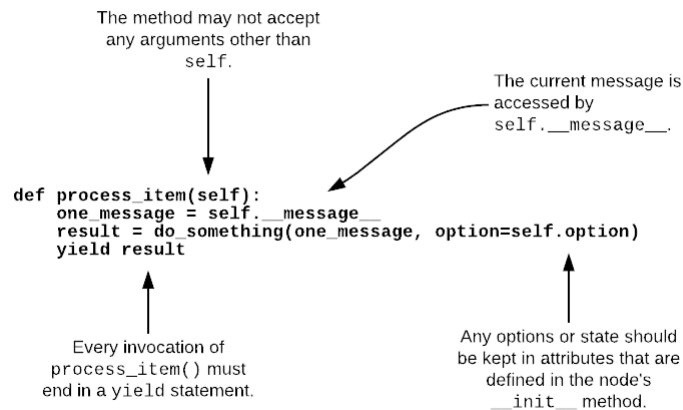 The method may not accept
any arguments other than
self.
The current message is
accessed by
self.__message__.
def process_item(self):
    one_message = self.__message__
    result = do_something(one_message, option=self.option)
    yield result
Every invocation of
process_item() must
end in a yield statement.
Any options or state should
be kept in attributes that are
defined in the node's
__init__ method.